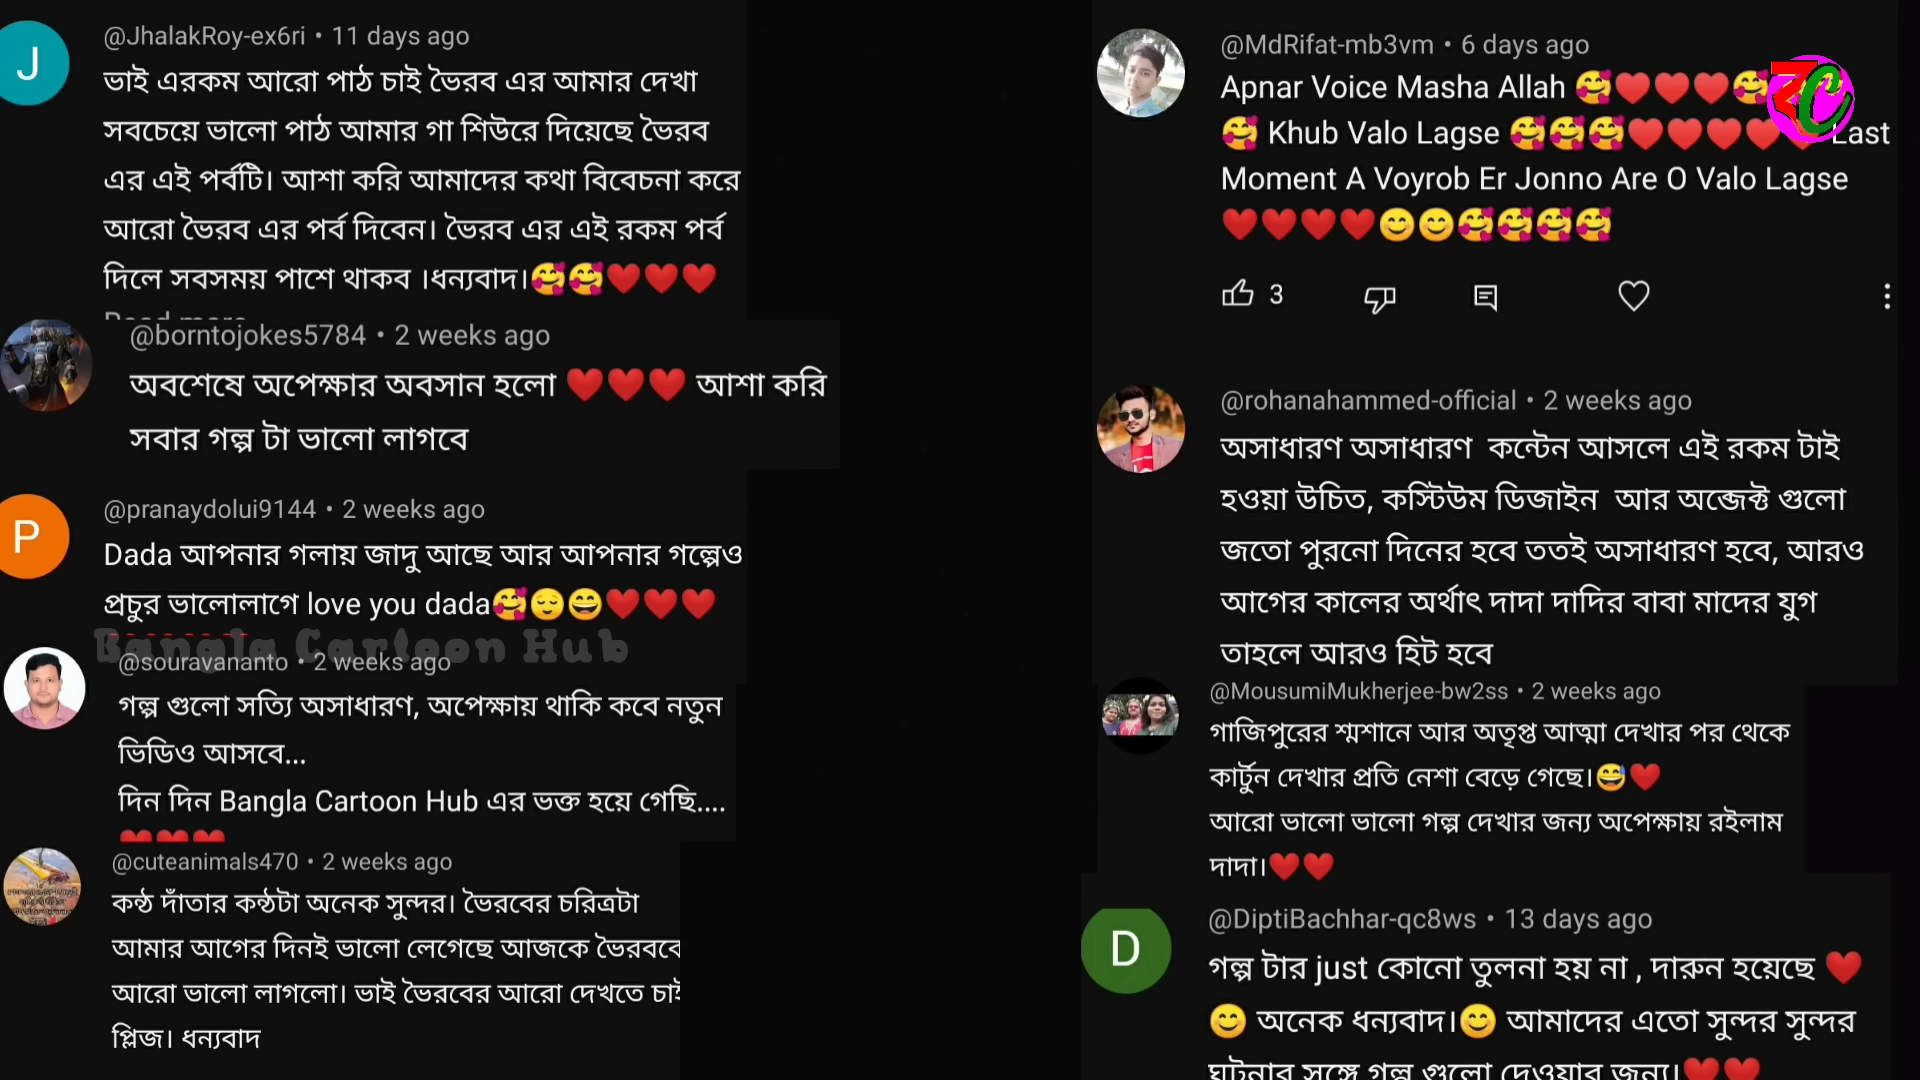 @JhalakRoy-ex6ri • 11 days ago
ভাই এরকম আরো পাঠ চাই ভৈরব এর আমার দেখা
সবচেয়ে ভালো পাঠ আমার গা শিউরে দিয়েছে ভৈরব
এর এই পর্বটি। আশা করি আমাদের কথা বিবেচনা করে
আরো ভৈরব এর পর্ব দিবেন। ভৈরব এর এই রকম পর্ব
দিলে সবসময় পাশে থাকব ।ধন্যবাদ।🥰🥰❤️❤️❤️
@borntojokes5784 • 2 weeks ago
অবশেষে অপেক্ষার অবসান হলো ❤️❤️❤️ আশা করি
সবার গল্প টা ভালো লাগবে
P
@pranaydolui9144 • 2 weeks ago
Dada আপনার গলায় জাদু আছে আর আপনার গল্পেও
প্রচুর ভালোলাগে love you dada🥰😌😄❤️❤️❤️
Bangla Cartoon Hub
@souravananto • 2 weeks ago
গল্প গুলো সত্যি অসাধারণ, অপেক্ষায় থাকি কবে নতুন
ভিডিও আসবে...
দিন দিন Bangla Cartoon Hub এর ভক্ত হয়ে গেছি....
❤️❤️❤️
@cuteanimals470 • 2 weeks ago
কন্ঠ দাঁতার কন্ঠটা অনেক সুন্দর। ভৈরবের চরিত্রটা
আমার আগের দিনই ভালো লেগেছে আজকে ভৈরবকে
আরো ভালো লাগলো। ভাই ভৈরবের আরো দেখতে চাই
প্লিজ। ধন্যবাদ
J
@MdRifat-mb3vm • 6 days ago
Apnar Voice Masha Allah 🥰❤️❤️❤️🥰
🥰 Khub Valo Lagse 🥰🥰🥰❤️❤️❤️❤️❤️ Last
Moment A Voyrob Er Jonno Are O Valo Lagse
❤️❤️❤️❤️😊😊🥰🥰🥰🥰
3
@rohanahammed-official • 2 weeks ago
অসাধারণ অসাধারণ কন্টেন আসলে এই রকম টাই
হওয়া উচিত, কস্টিউম ডিজাইন আর অব্জেক্ট গুলো
জতো পুরনো দিনের হবে ততই অসাধারণ হবে, আরও
আগের কালের অর্থাৎ দাদা দাদির বাবা মাদের যুগ
তাহলে আরও হিট হবে
@MousumiMukherjee-bw2ss • 2 weeks ago
গাজিপুরের শ্মশানে আর অতৃপ্ত আত্মা দেখার পর থেকে
কার্টুন দেখার প্রতি নেশা বেড়ে গেছে।😅❤️
আরো ভালো ভালো গল্প দেখার জন্য অপেক্ষায় রইলাম
দাদা।❤️❤️
D
@DiptiBachhar-qc8ws • 13 days ago
গল্প টার just কোনো তুলনা হয় না , দারুন হয়েছে ❤️
😊 অনেক ধন্যবাদ।😊 আমাদের এতো সুন্দর সুন্দর
ঘটনার সঙ্গে গল্প গুলো দেওয়ার জন্য।❤️❤️